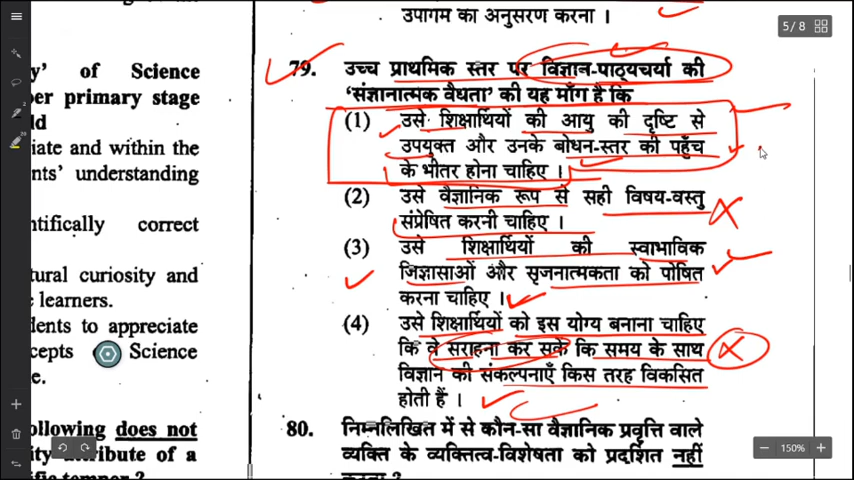 उपागम का अनुसरण करना ।
5/8
y' of Science
per primary stage
ld
iate and within the
nts' understanding
ntifically correct
tural curiosity and
e learners.
dents to appreciate
cepts Science
e.
ollowing does not
attribute of a
79. उच्च प्राथमिक स्तर पर विज्ञान-पाठ्यचर्या की
'संज्ञानात्मक वैधता' की यह माँग है कि
(1) उसे शिक्षार्थियों की आयु की दृष्टि से
उपयुक्त और उनके बोधन-स्तर की पहुँच
के भीतर होना चाहिए ।
(2) उसे वैज्ञानिक रूप से सही विषय-वस्तु
संप्रेषित करनी चाहिए ।
(3) उसे शिक्षार्थियों की स्वाभाविक
जिज्ञासाओं और सृजनात्मकता को पोषित
करना चाहिए ।
(4) उसे शिक्षार्थियों को इस योग्य बनाना चाहिए
कि वे सराहना कर सकें कि समय के साथ
विज्ञान की संकल्पनाएँ किस तरह विकसित
होती हैं ।
80. निम्नलिखित में से कौन-सा वैज्ञानिक प्रवृत्ति वाले
व्यक्ति के व्यक्तित्व-विशेषता को प्रदर्शित नहीं
150%